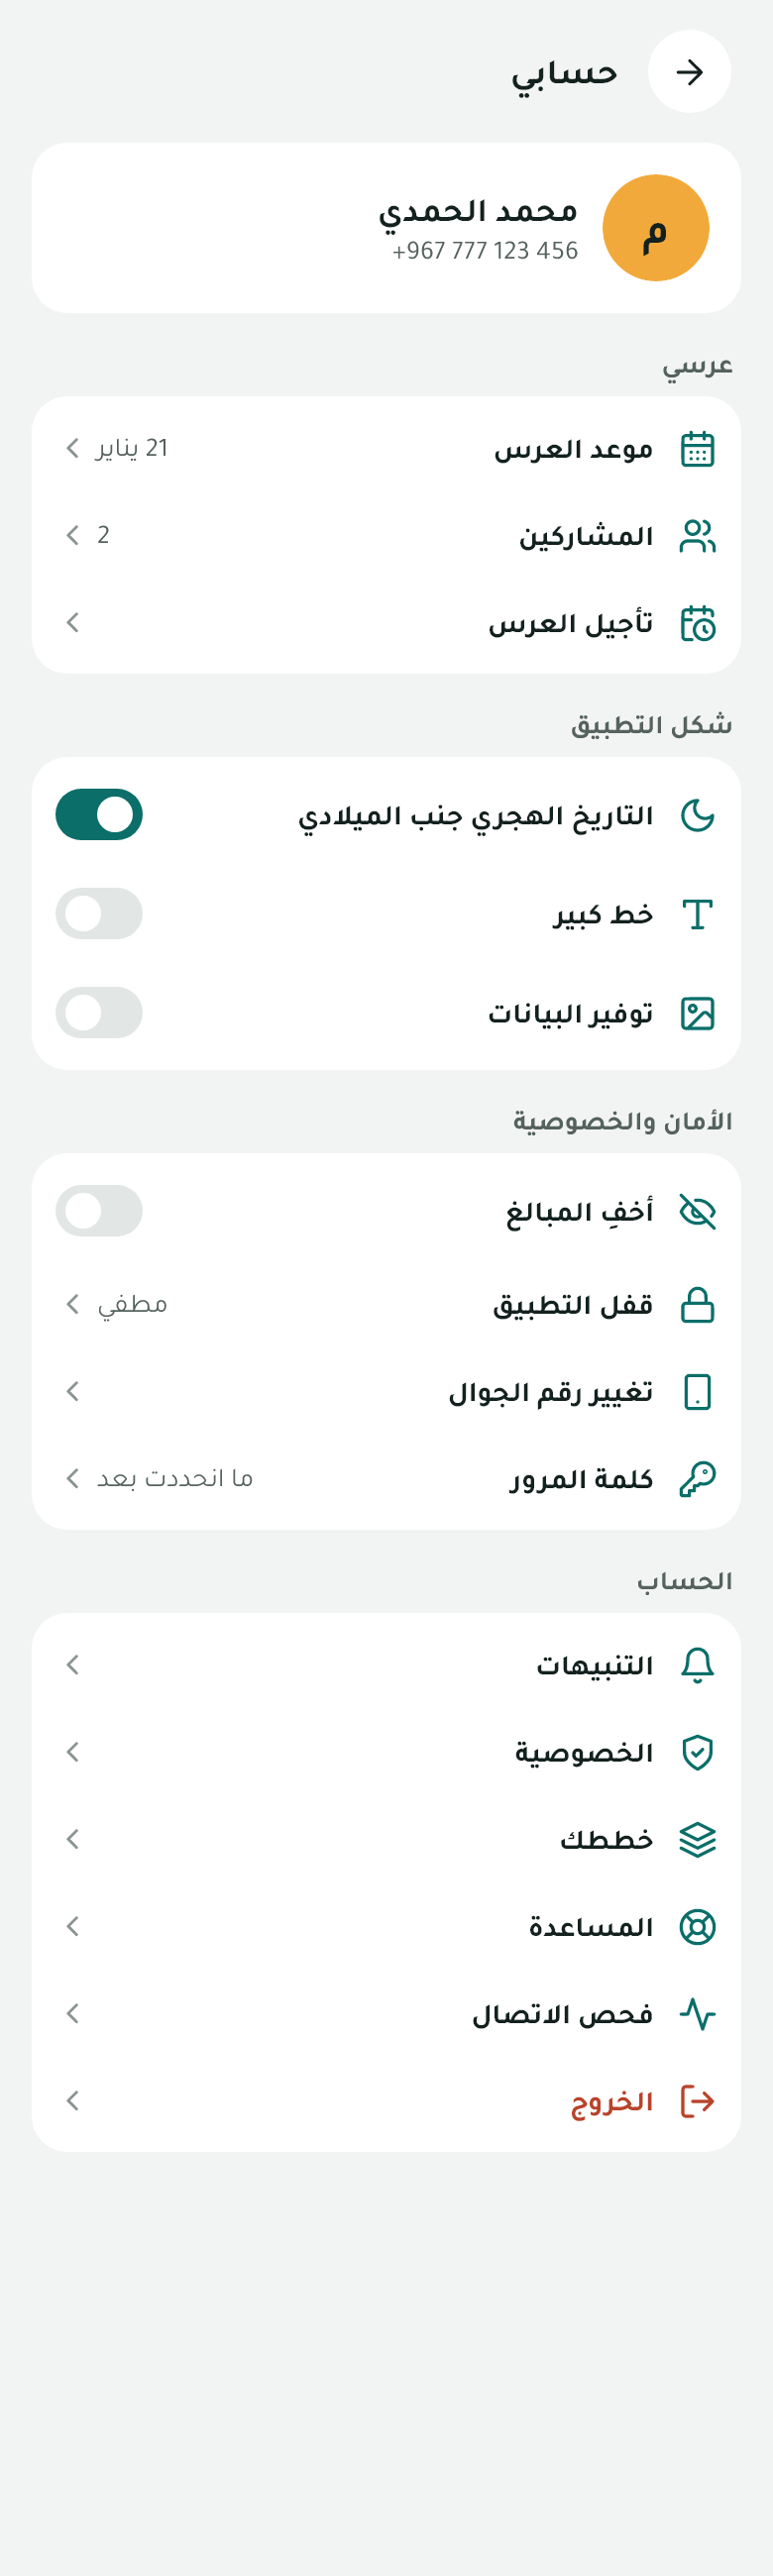 حسابي
م
محمد الحمدي
+967 777 123 456
عرسي
موعد العرس 21 يناير
المشاركين 2
تأجيل العرس
شكل التطبيق
التاريخ الهجري جنب الميلادي
خط كبير
توفير البيانات
الأمان والخصوصية
أخفِ المبالغ
قفل التطبيق مطفي
تغيير رقم الجوال
كلمة المرور ما انحددت بعد
الحساب
التنبيهات
الخصوصية
خططك
المساعدة
فحص الاتصال
الخروج